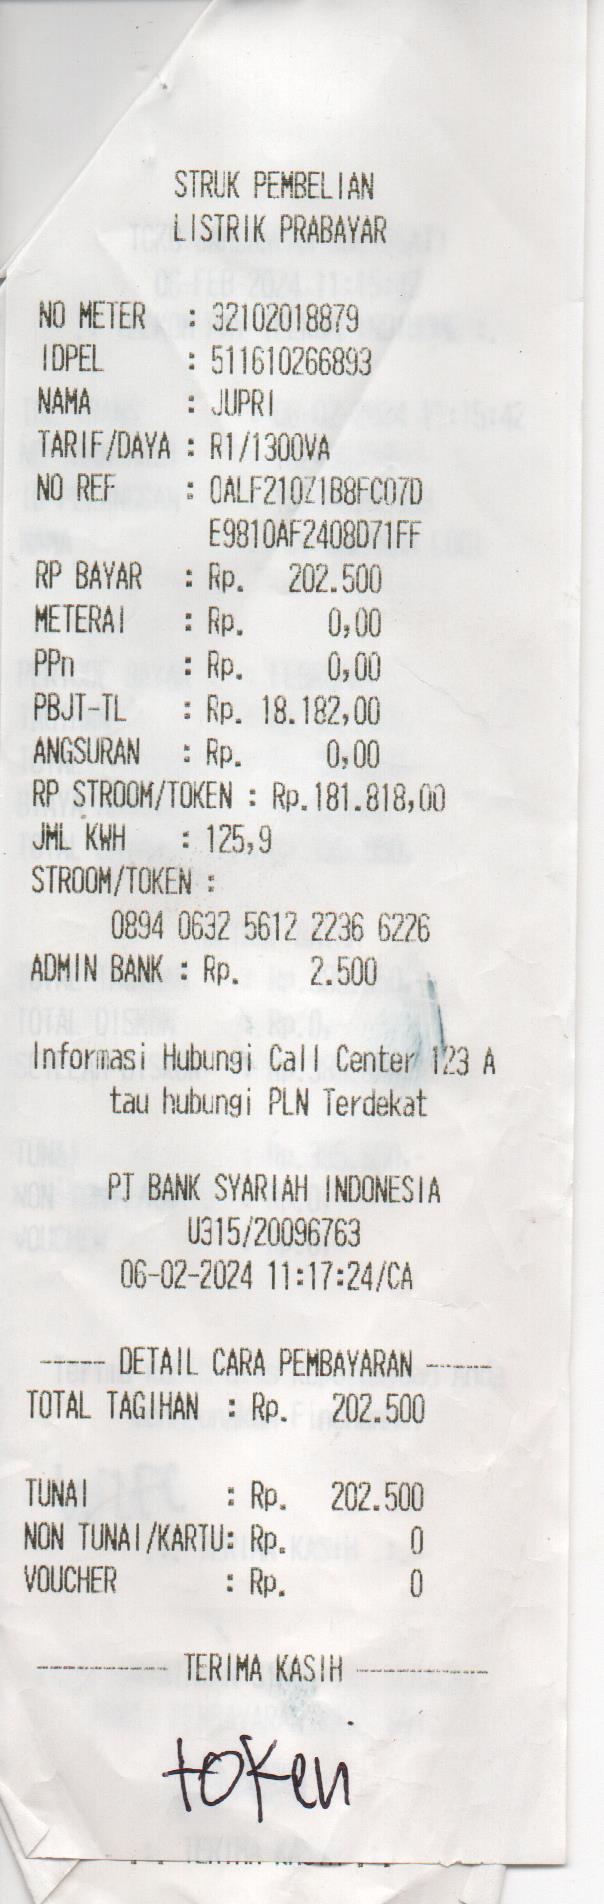 STRUK PEMBELIAN
LISTRIK PRABAYAR
NO METER : 32102018879
IDPEL : 511610266893
NAMA : JUPRI
TARIF/DAYA : R1/1300VA
NO REF : 0ALF210Z1B8FC07D
E9810AF2408D71FF
RP BAYAR : Rp. 202.500
METERAI : Rp. 0,00
PPn : Rp. 0,00
PBJT-TL : Rp. 18.182,00
ANGSURAN : Rp. 0,00
RP STROOM/TOKEN : Rp.181.818,00
JML KWH : 125,9
STROOM/TOKEN :
0894 0632 5612 2236 6226
ADMIN BANK : Rp. 2.500
Informasi Hubungi Call Center 123 A
tau hubungi PLN Terdekat
PT BANK SYARIAH INDONESIA
U315/20096763
06-02-2024 11:17:24/CA
----- DETAIL CARA PEMBAYARAN -----
TOTAL TAGIHAN : Rp. 202.500
TUNAI : Rp. 202.500
NON TUNAI/KARTU: Rp. 0
VOUCHER : Rp. 0
---------- TERIMA KASIH ----------
token